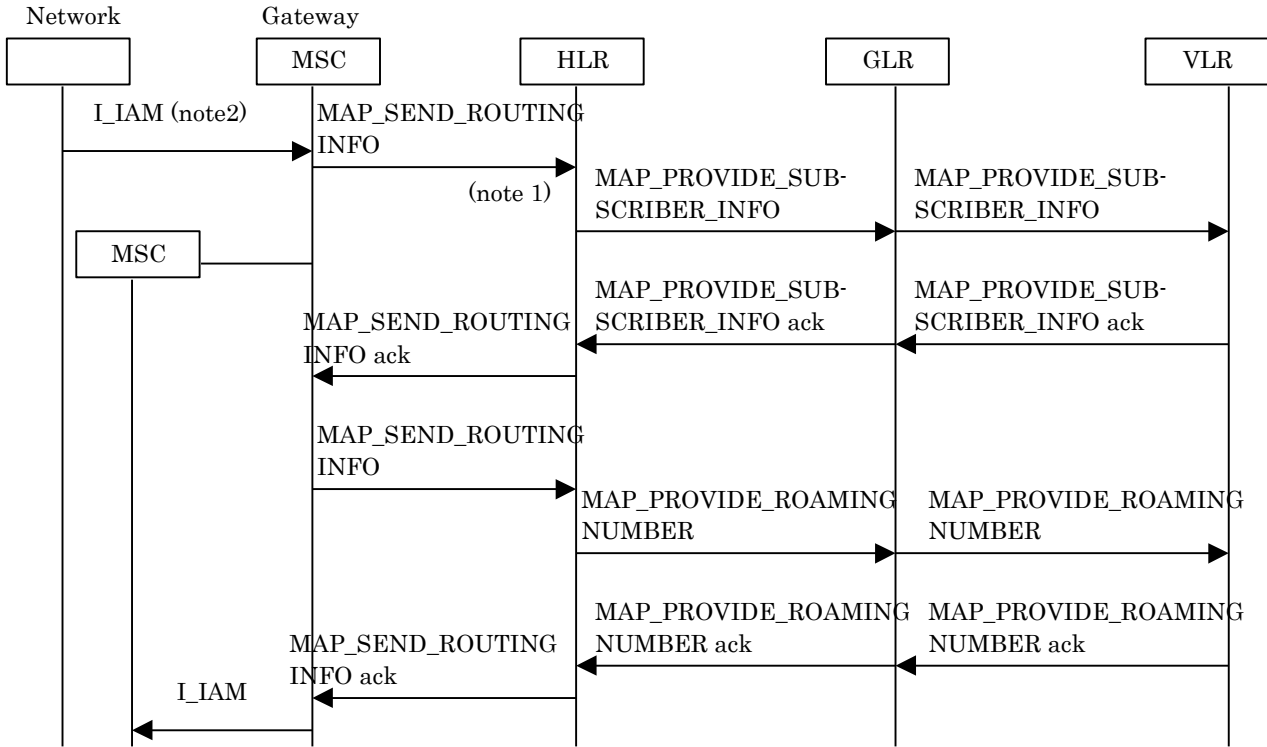 Network
Gateway
MSC
HLR
GLR
VLR
I_IAM (note2)
MAP_SEND_ROUTING
INFO
(note 1)
MAP_PROVIDE_SUB-
SCRIBER_INFO
MAP_PROVIDE_SUB-
SCRIBER_INFO
MSC
MAP_PROVIDE_SUB-
SCRIBER_INFO ack
MAP_PROVIDE_SUB-
SCRIBER_INFO ack
MAP_SEND_ROUTING
INFO ack
MAP_SEND_ROUTING
INFO
MAP_PROVIDE_ROAMING
NUMBER
MAP_PROVIDE_ROAMING
NUMBER
MAP_PROVIDE_ROAMING
NUMBER ack
MAP_PROVIDE_ROAMING
NUMBER ack
MAP_SEND_ROUTING
INFO ack
I_IAM